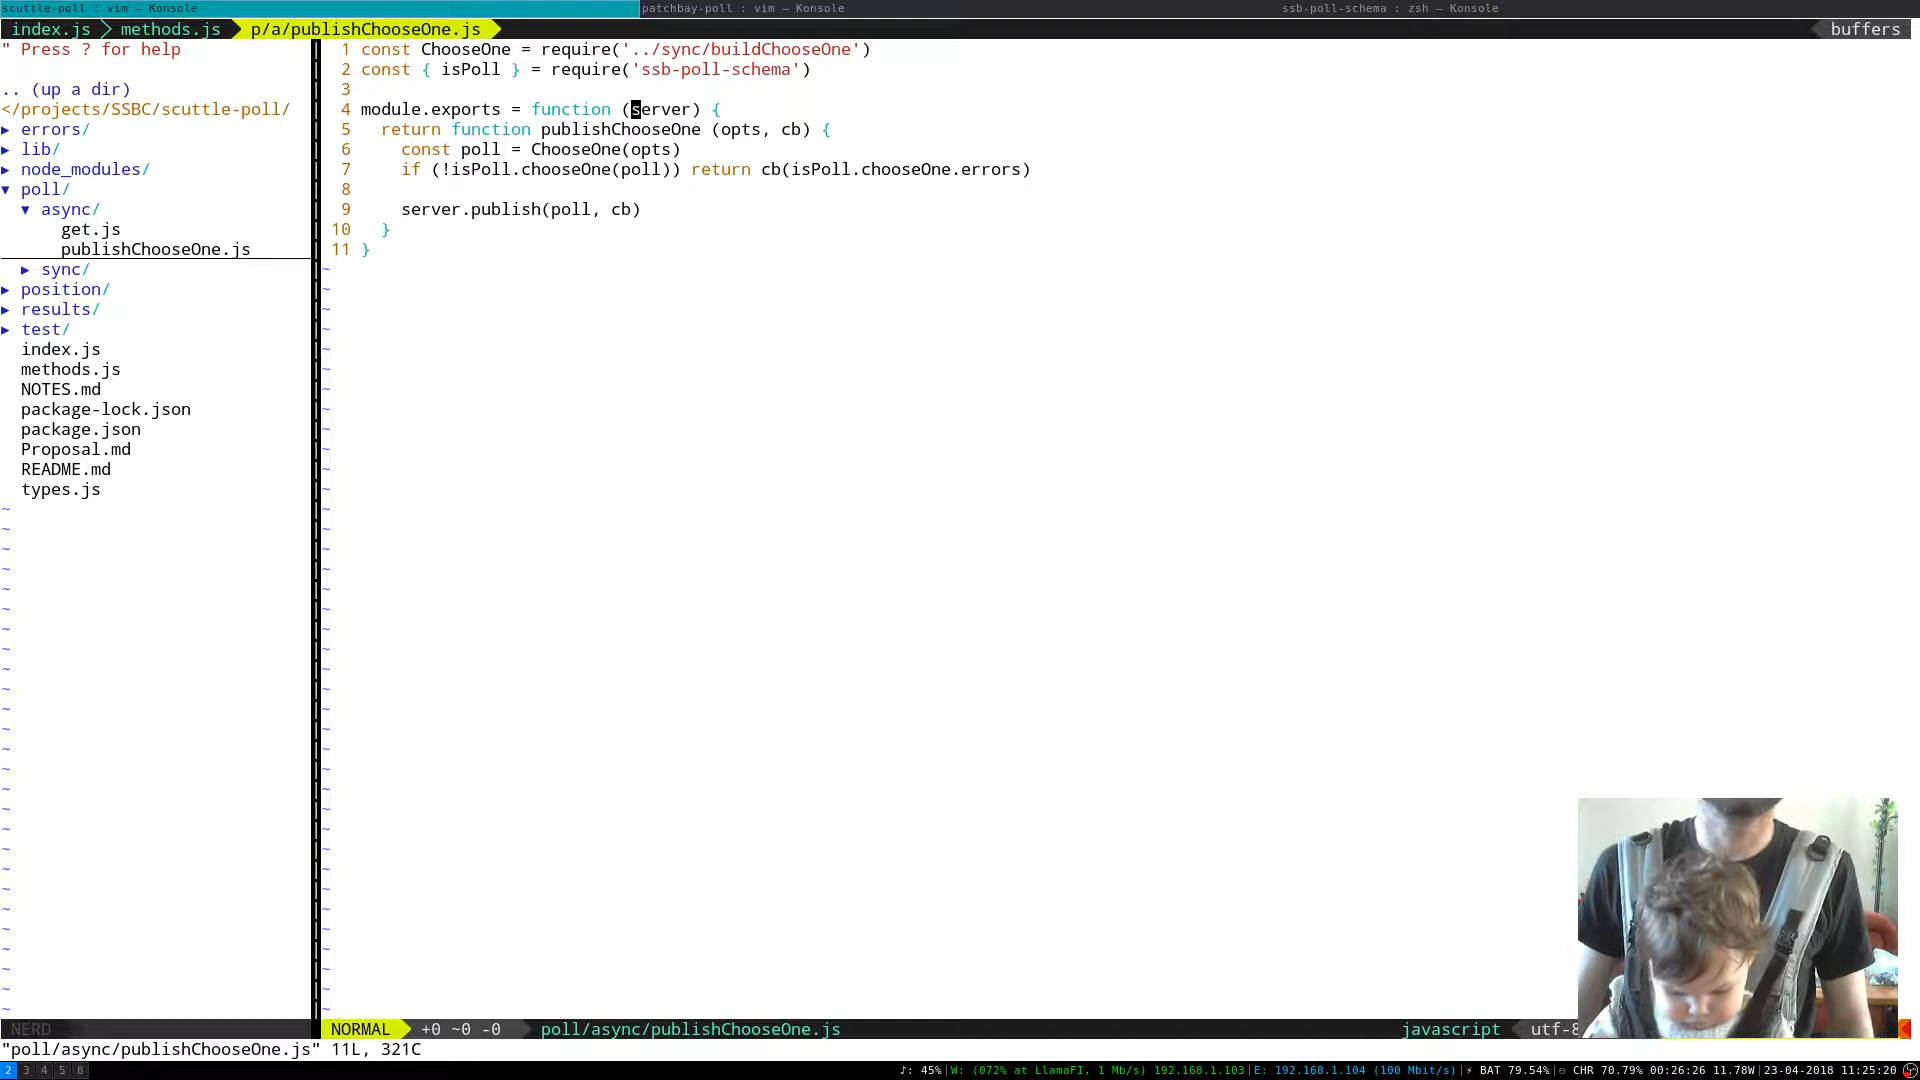 scuttle-poll : vim — Konsole
patchbay-poll : vim — Konsole
ssb-poll-schema : zsh — Konsole
index.js methods.js p/a/publishChooseOne.js buffers
" Press ? for help
.. (up a dir)
</projects/SSBC/scuttle-poll/
▸ errors/
▸ lib/
▸ node_modules/
▾ poll/
▾ async/
get.js
publishChooseOne.js
▸ sync/
▸ position/
▸ results/
▸ test/
index.js
methods.js
NOTES.md
package-lock.json
package.json
Proposal.md
README.md
types.js
1 const ChooseOne = require('../sync/buildChooseOne')
2 const { isPoll } = require('ssb-poll-schema')
3
4 module.exports = function (server) {
5 return function publishChooseOne (opts, cb) {
6 const poll = ChooseOne(opts)
7 if (!isPoll.chooseOne(poll)) return cb(isPoll.chooseOne.errors)
8
9 server.publish(poll, cb)
10 }
11 }
NERD
NORMAL +0 ~0 -0 poll/async/publishChooseOne.js javascript utf-8
"poll/async/publishChooseOne.js" 11L, 321C
2 3 4 5 8
♪: 45%|W: (072% at LlamaFI, 1 Mb/s) 192.168.1.103|E: 192.168.1.104 (100 Mbit/s)|⚡ BAT 79.54%|☺ CHR 70.79% 00:26:26 11.78W|23-04-2018 11:25:20